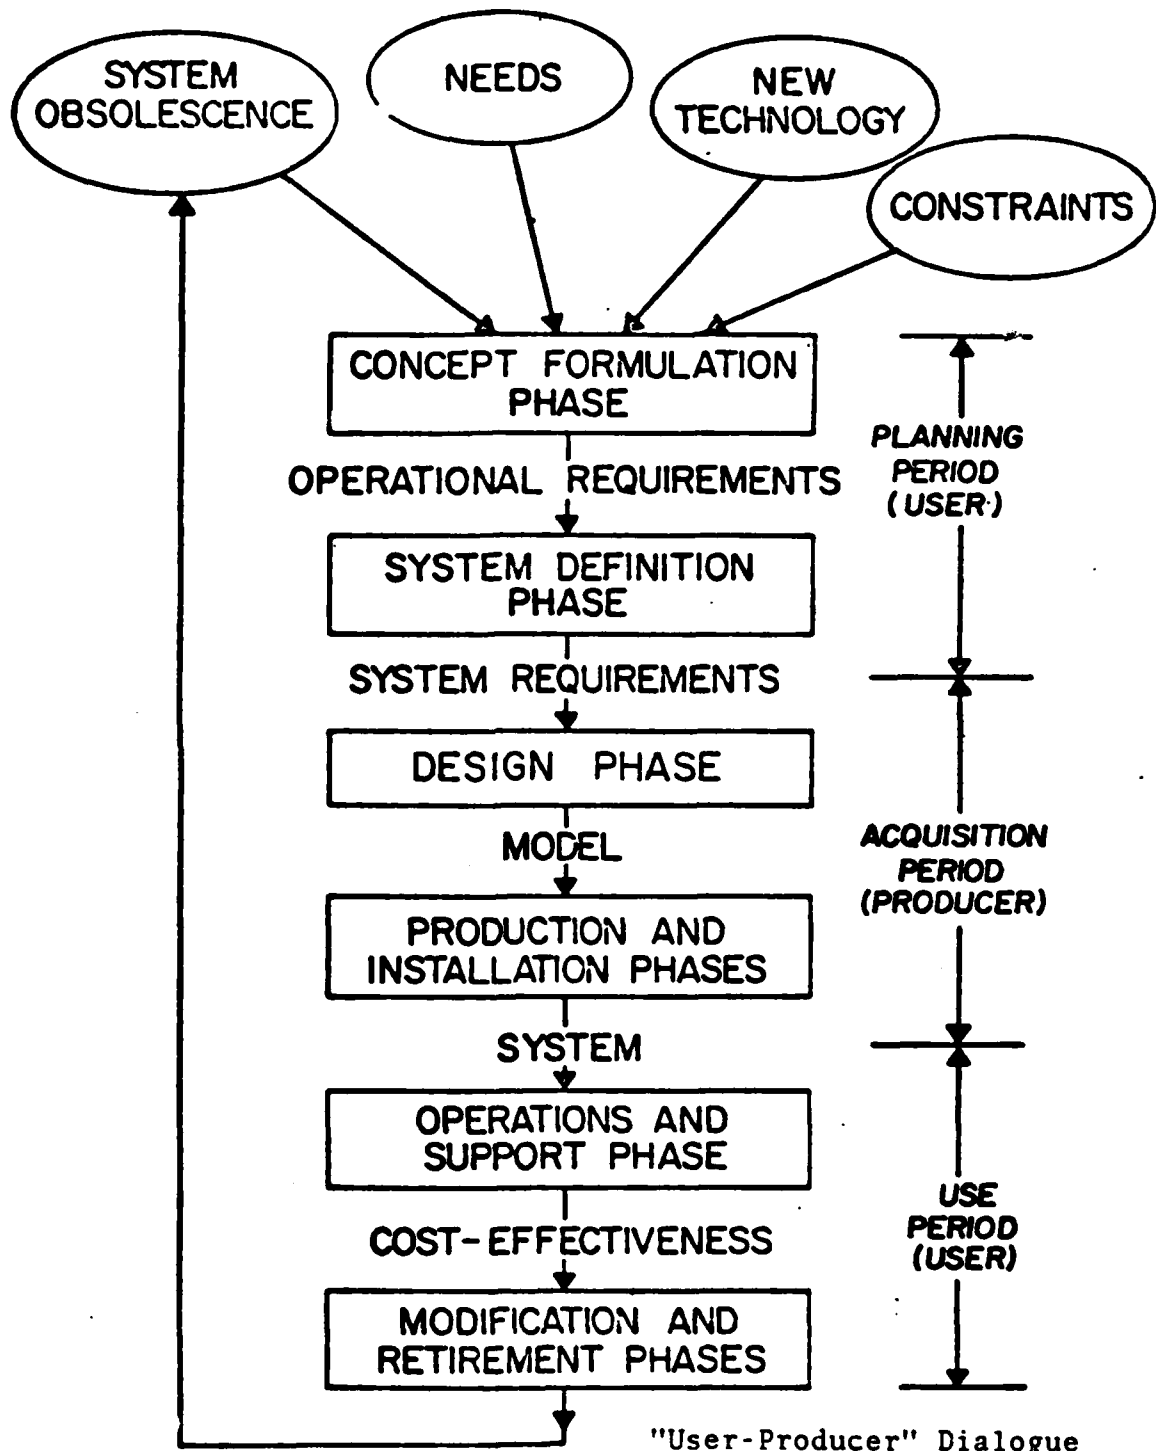 SYSTEM
OBSOLESCENCE
NEEDS
NEW
TECHNOLOGY
CONSTRAINTS
CONCEPT FORMULATION
PHASE
OPERATIONAL REQUIREMENTS
PLANNING
PERIOD
(USER)
SYSTEM DEFINITION
PHASE
SYSTEM REQUIREMENTS
DESIGN PHASE
MODEL
ACQUISITION
PERIOD
(PRODUCER)
PRODUCTION AND
INSTALLATION PHASES
SYSTEM
OPERATIONS AND
SUPPORT PHASE
USE
PERIOD
(USER)
COST-EFFECTIVENESS
MODIFICATION AND
RETIREMENT PHASES
"User-Producer" Dialogue